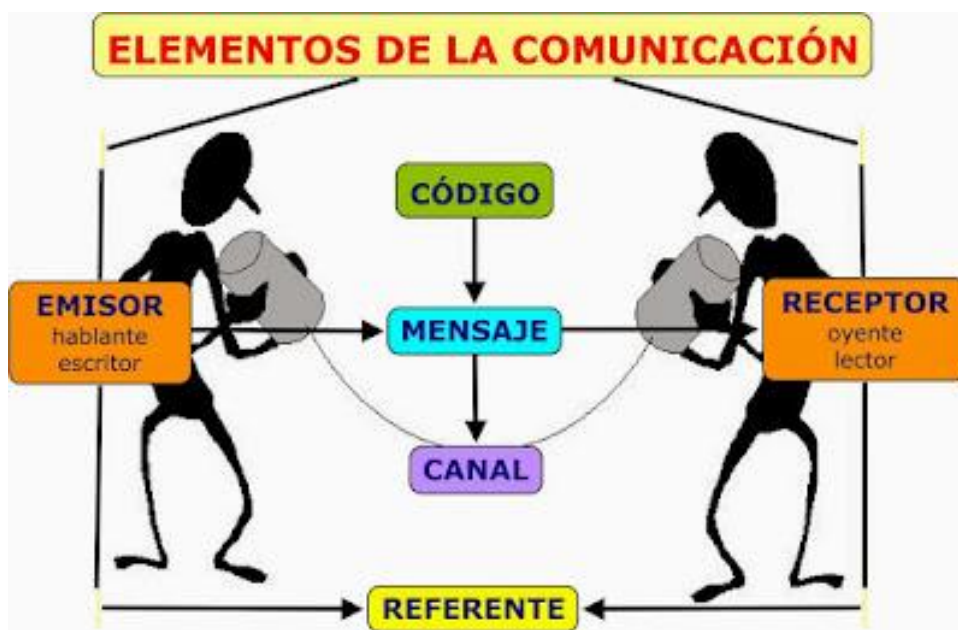 ELEMENTOS DE LA COMUNICACIÓN
CÓDIGO
EMISOR
hablante
escritor
MENSAJE
RECEPTOR
oyente
lector
CANAL
REFERENTE